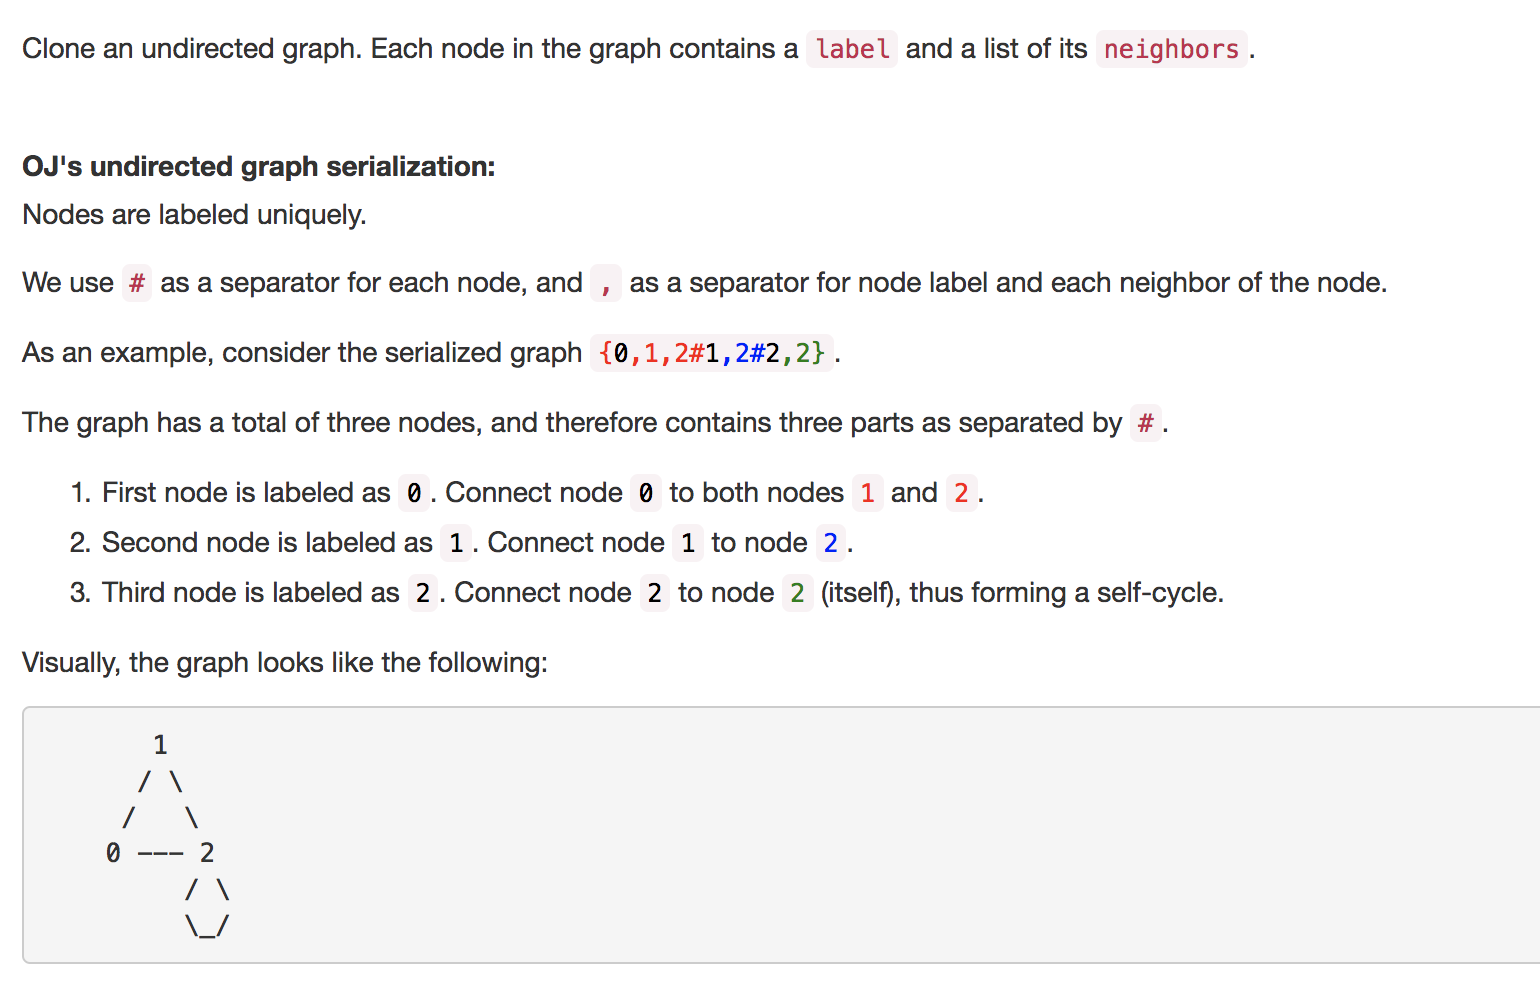 Clone an undirected graph. Each node in the graph contains a label and a list of its neighbors.
OJ's undirected graph serialization:
Nodes are labeled uniquely.
We use # as a separator for each node, and , as a separator for node label and each neighbor of the node.
As an example, consider the serialized graph {0,1,2#1,2#2,2}.
The graph has a total of three nodes, and therefore contains three parts as separated by #.
1. First node is labeled as 0. Connect node 0 to both nodes 1 and 2.
2. Second node is labeled as 1. Connect node 1 to node 2.
3. Third node is labeled as 2. Connect node 2 to node 2 (itself), thus forming a self-cycle.
Visually, the graph looks like the following:
   1
  / \
 /   \
0 --- 2
     / \
     \_/